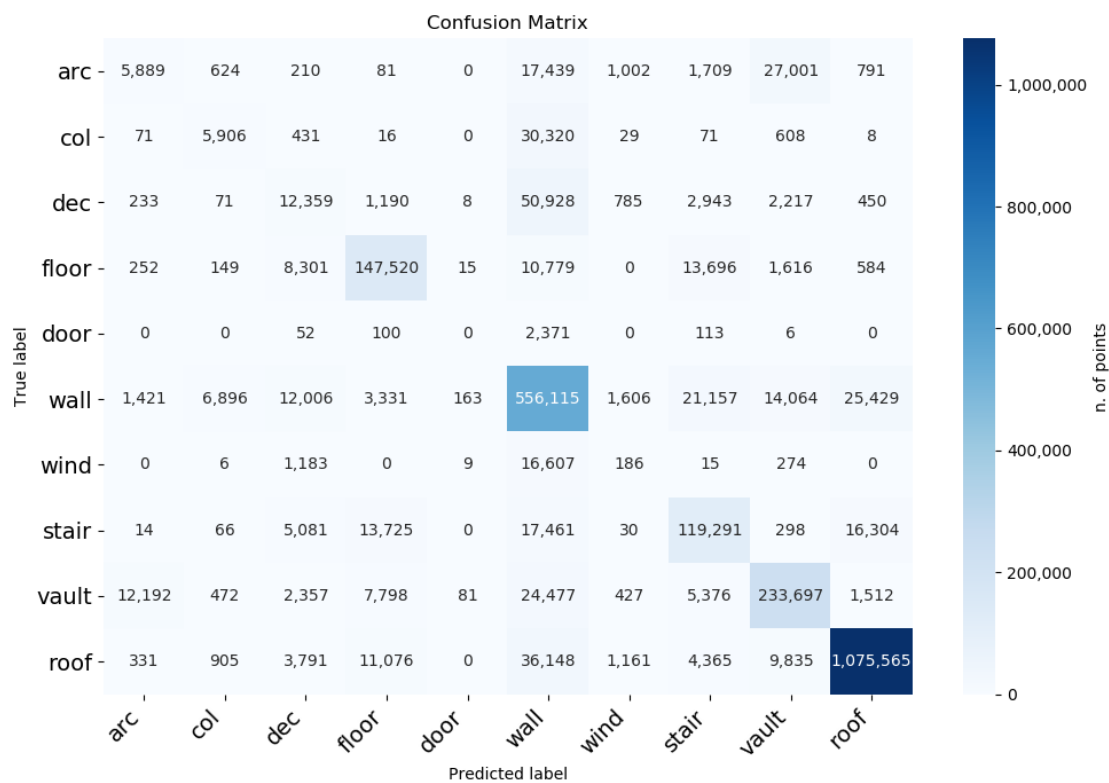 Confusion Matrix
arc 5,889 624 210 81 0 17,439 1,002 1,709 27,001 791
col 71 5,906 431 16 0 30,320 29 71 608 8
dec 233 71 12,359 1,190 8 50,928 785 2,943 2,217 450
floor 252 149 8,301 147,520 15 10,779 0 13,696 1,616 584
door 0 0 52 100 0 2,371 0 113 6 0
wall 1,421 6,896 12,006 3,331 163 556,115 1,606 21,157 14,064 25,429
wind 0 6 1,183 0 9 16,607 186 15 274 0
stair 14 66 5,081 13,725 0 17,461 30 119,291 298 16,304
vault 12,192 472 2,357 7,798 81 24,477 427 5,376 233,697 1,512
roof 331 905 3,791 11,076 0 36,148 1,161 4,365 9,835 1,075,565
arc col dec floor door wall wind stair vault roof
Predicted label
True label
1,000,000
800,000
600,000
400,000
200,000
0
n. of points